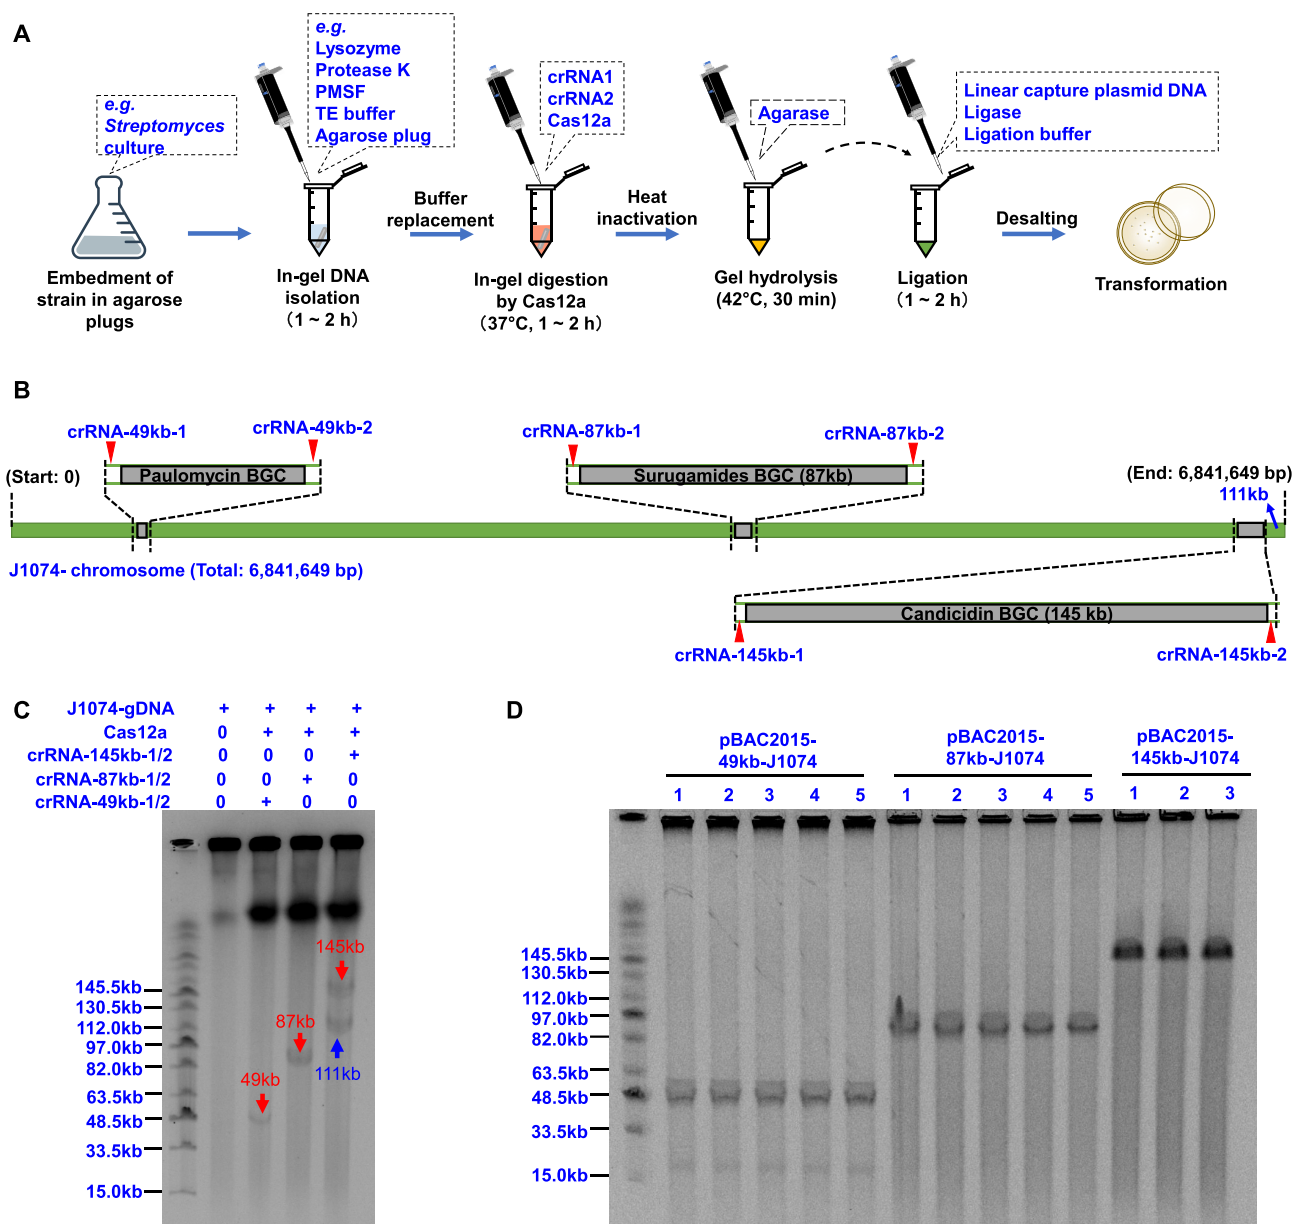 A
e.g.
Streptomyces
culture
e.g.
Lysozyme
Protease K
PMSF
TE buffer
Agarose plug
crRNA1
crRNA2
Cas12a
Agarase
Linear capture plasmid DNA
Ligase
Ligation buffer
Buffer
replacement
Heat
inactivation
Desalting
Embedment of
strain in agarose
plugs
In-gel DNA
isolation
(1 ~ 2 h)
In-gel digestion
by Cas12a
(37°C, 1 ~ 2 h)
Gel hydrolysis
(42°C, 30 min)
Ligation
(1 ~ 2 h)
Transformation
B
crRNA-49kb-1
crRNA-49kb-2
crRNA-87kb-1
crRNA-87kb-2
(Start: 0)
Paulomycin BGC
Surugamides BGC (87kb)
(End: 6,841,649 bp)
111kb
J1074- chromosome (Total: 6,841,649 bp)
Candicidin BGC (145 kb)
crRNA-145kb-1
crRNA-145kb-2
C
J1074-gDNA + + + +
Cas12a 0 + + +
crRNA-145kb-1/2 0 0 0 +
crRNA-87kb-1/2 0 0 + 0
crRNA-49kb-1/2 0 + 0 0
145kb
87kb
49kb
111kb
145.5kb
130.5kb
112.0kb
97.0kb
82.0kb
63.5kb
48.5kb
33.5kb
15.0kb
D
pBAC2015-
49kb-J1074
pBAC2015-
87kb-J1074
pBAC2015-
145kb-J1074
1 2 3 4 5 1 2 3 4 5 1 2 3
145.5kb
130.5kb
112.0kb
97.0kb
82.0kb
63.5kb
48.5kb
33.5kb
15.0kb